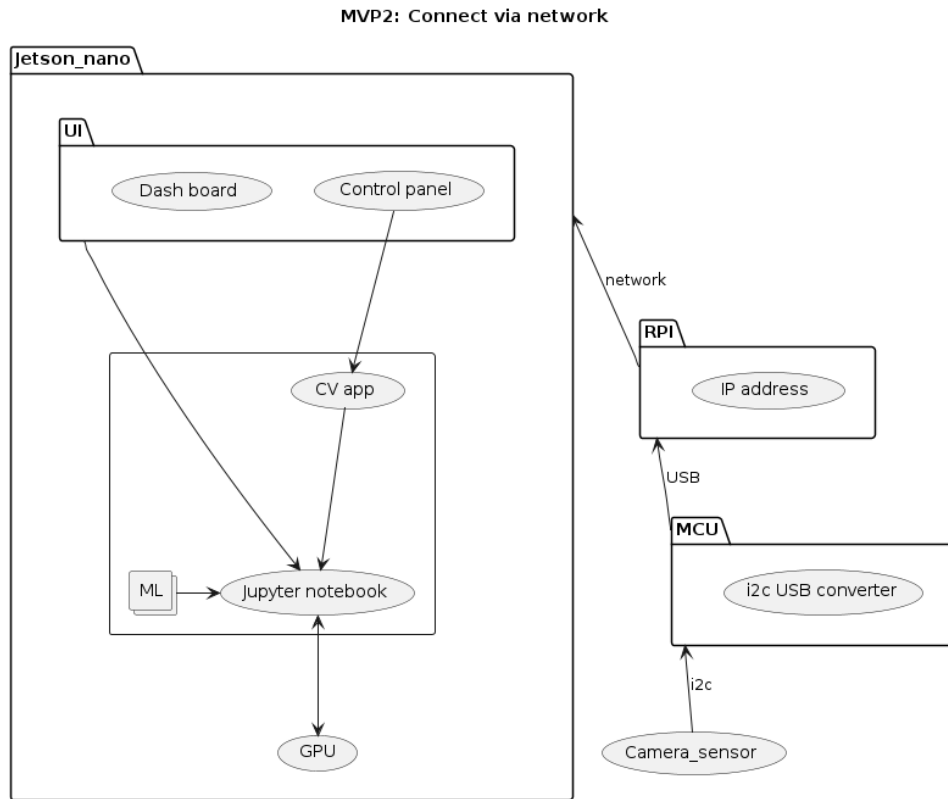 MVP2: Connect via network
Jetson_nano
UI
Dash board
Control panel
network
RPI
IP address
CV app
USB
MCU
i2c USB converter
ML
Jupyter notebook
i2c
GPU
Camera_sensor